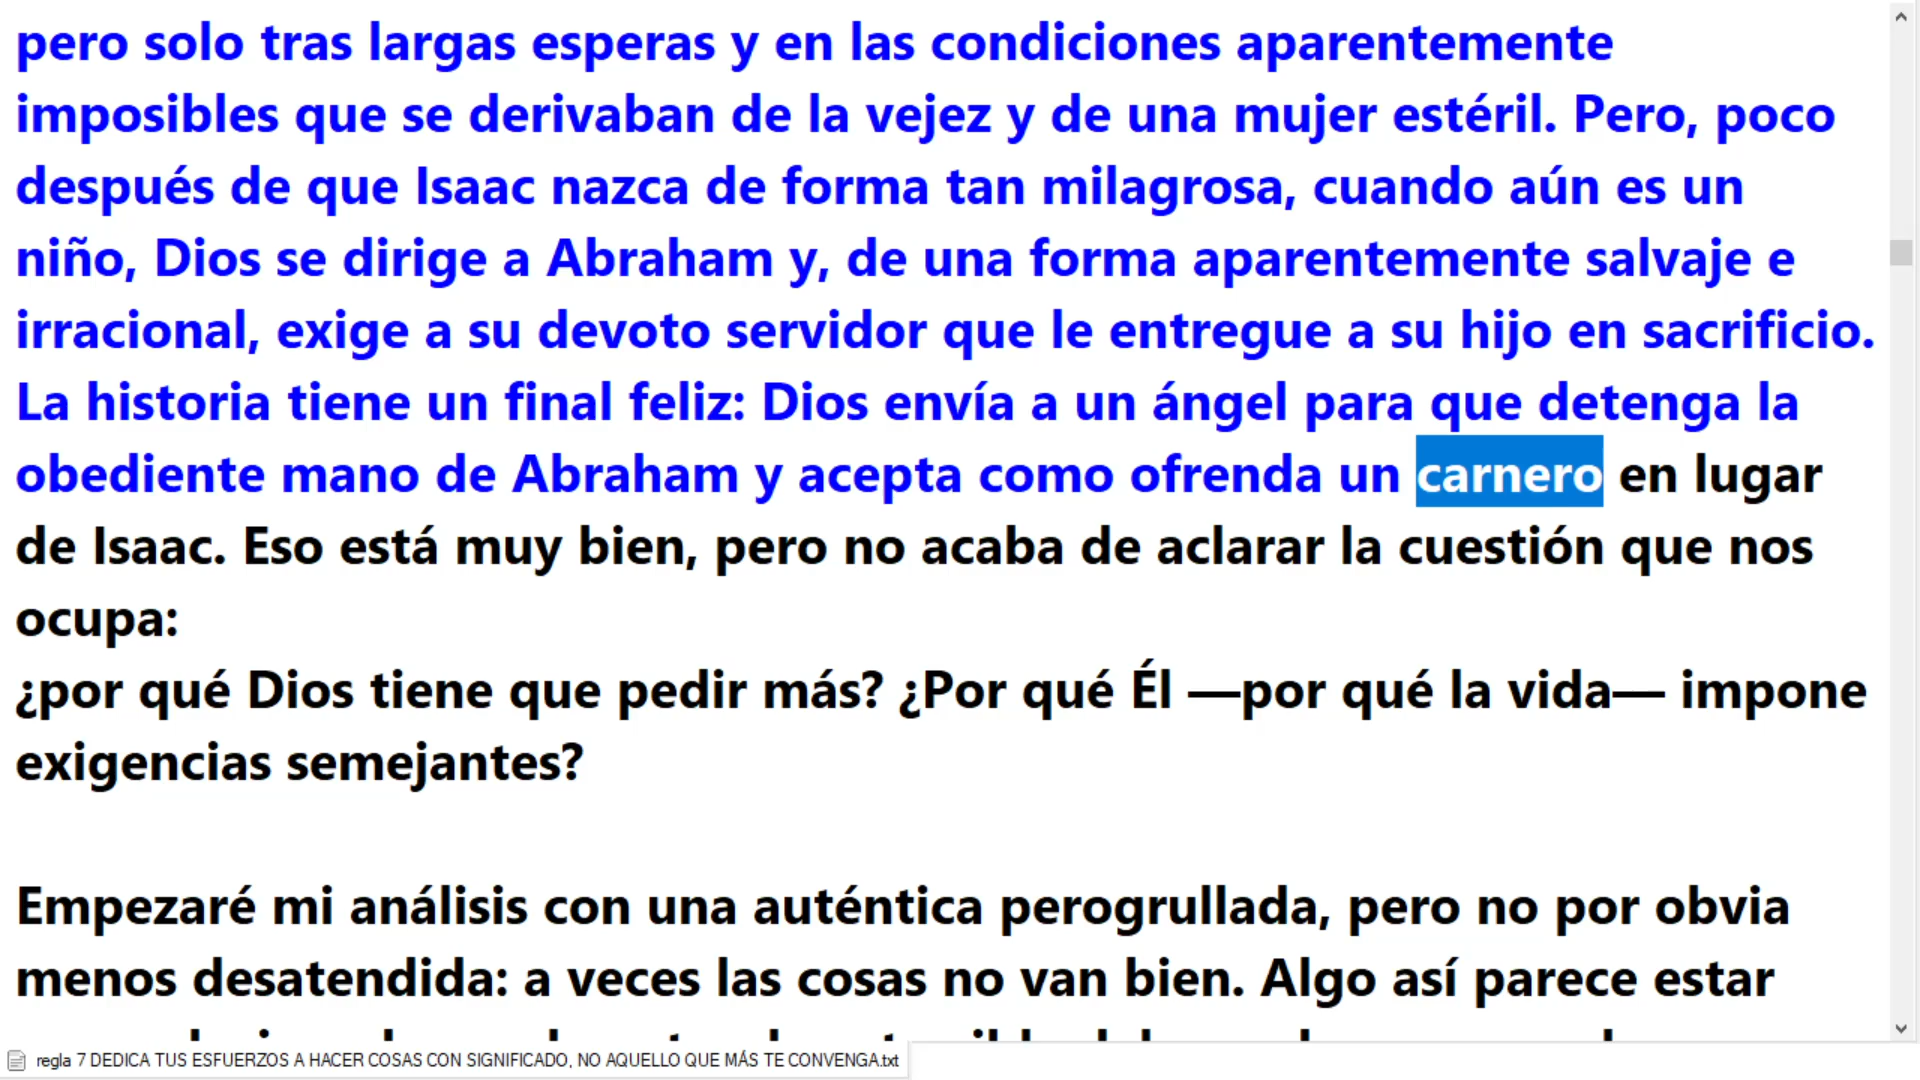 pero solo tras largas esperas y en las condiciones aparentemente
imposibles que se derivaban de la vejez y de una mujer estéril. Pero, poco
después de que Isaac nazca de forma tan milagrosa, cuando aún es un
niño, Dios se dirige a Abraham y, de una forma aparentemente salvaje e
irracional, exige a su devoto servidor que le entregue a su hijo en sacrificio.
La historia tiene un final feliz: Dios envía a un ángel para que detenga la
obediente mano de Abraham y acepta como ofrenda un carnero en lugar
de Isaac. Eso está muy bien, pero no acaba de aclarar la cuestión que nos
ocupa:
¿por qué Dios tiene que pedir más? ¿Por qué Él —por qué la vida— impone
exigencias semejantes?
Empezaré mi análisis con una auténtica perogrullada, pero no por obvia
menos desatendida: a veces las cosas no van bien. Algo así parece estar
regla 7 DEDICA TUS ESFUERZOS A HACER COSAS CON SIGNIFICADO, NO AQUELLO QUE MÁS TE CONVENGA.txt